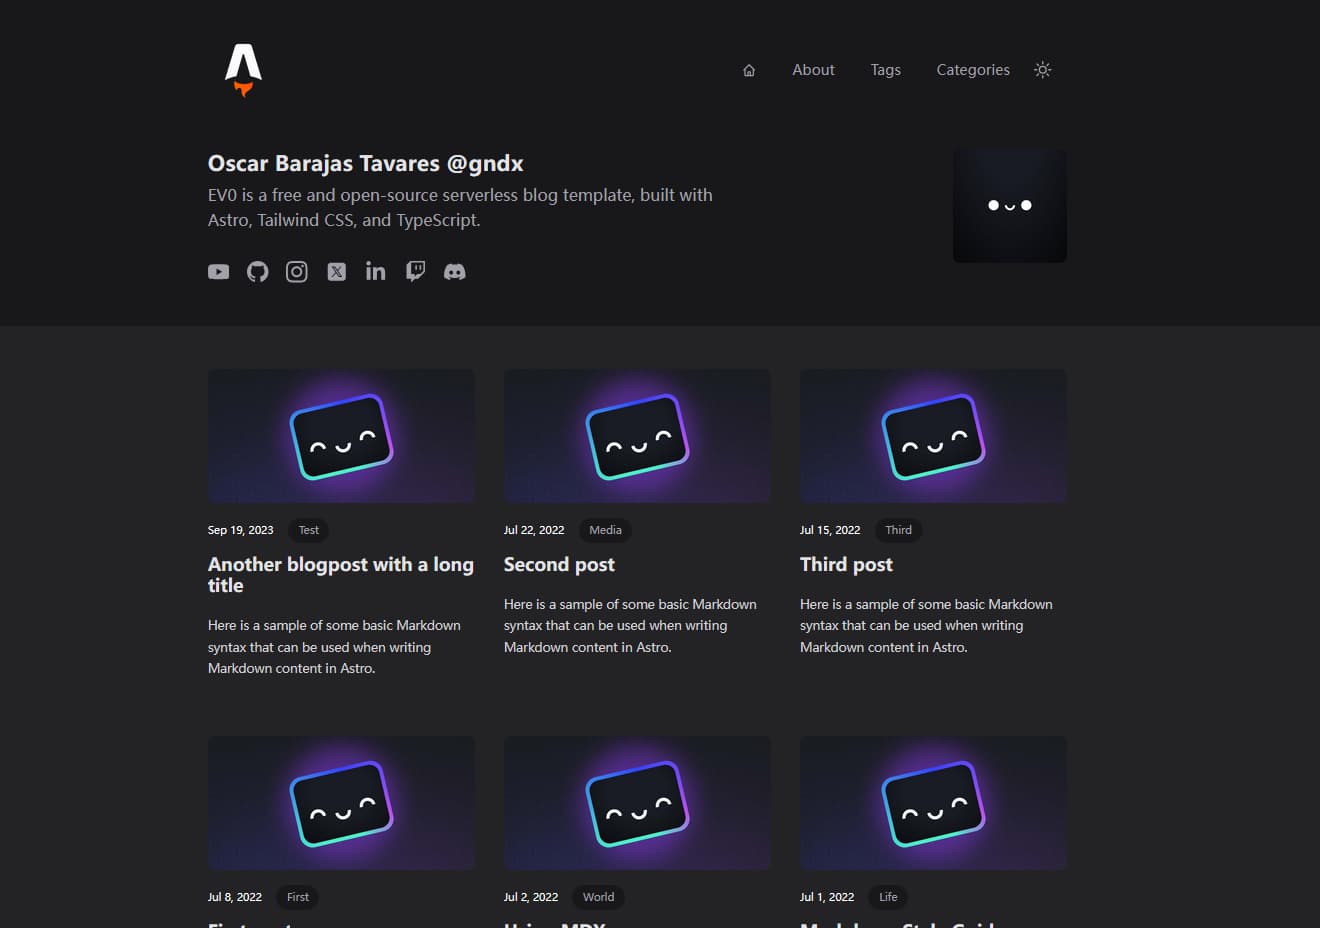 About
Tags
Categories
Oscar Barajas Tavares @gndx
EV0 is a free and open-source serverless blog template, built with
Astro, Tailwind CSS, and TypeScript.
Sep 19, 2023
Test
Another blogpost with a long
title
Here is a sample of some basic Markdown
syntax that can be used when writing
Markdown content in Astro.
Jul 22, 2022
Media
Second post
Here is a sample of some basic Markdown
syntax that can be used when writing
Markdown content in Astro.
Jul 15, 2022
Third
Third post
Here is a sample of some basic Markdown
syntax that can be used when writing
Markdown content in Astro.
Jul 8, 2022
First
Jul 2, 2022
World
Using MDX
Jul 1, 2022
Life
Markdown Style Guide